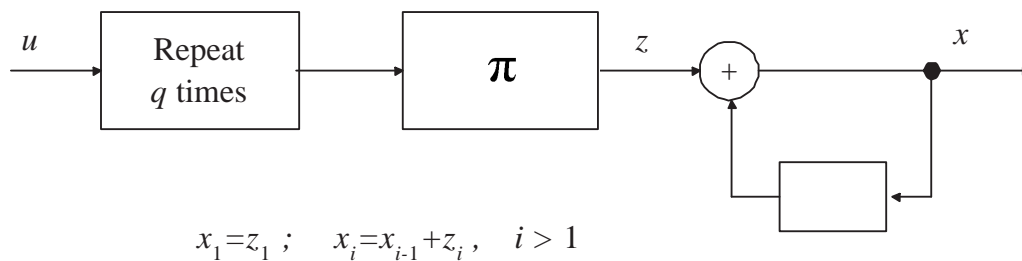 u
Repeat
q times
π
z
+
x
x₁=z₁ ; xᵢ=xᵢ₋₁+zᵢ , i > 1